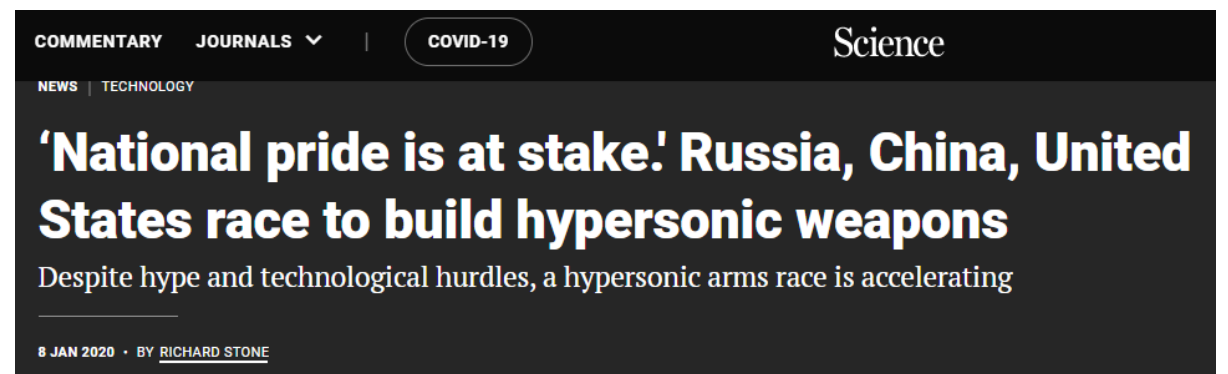 COMMENTARY JOURNALS | COVID-19 Science
NEWS | TECHNOLOGY
‘National pride is at stake.' Russia, China, United
States race to build hypersonic weapons
Despite hype and technological hurdles, a hypersonic arms race is accelerating
8 JAN 2020 • BY RICHARD STONE